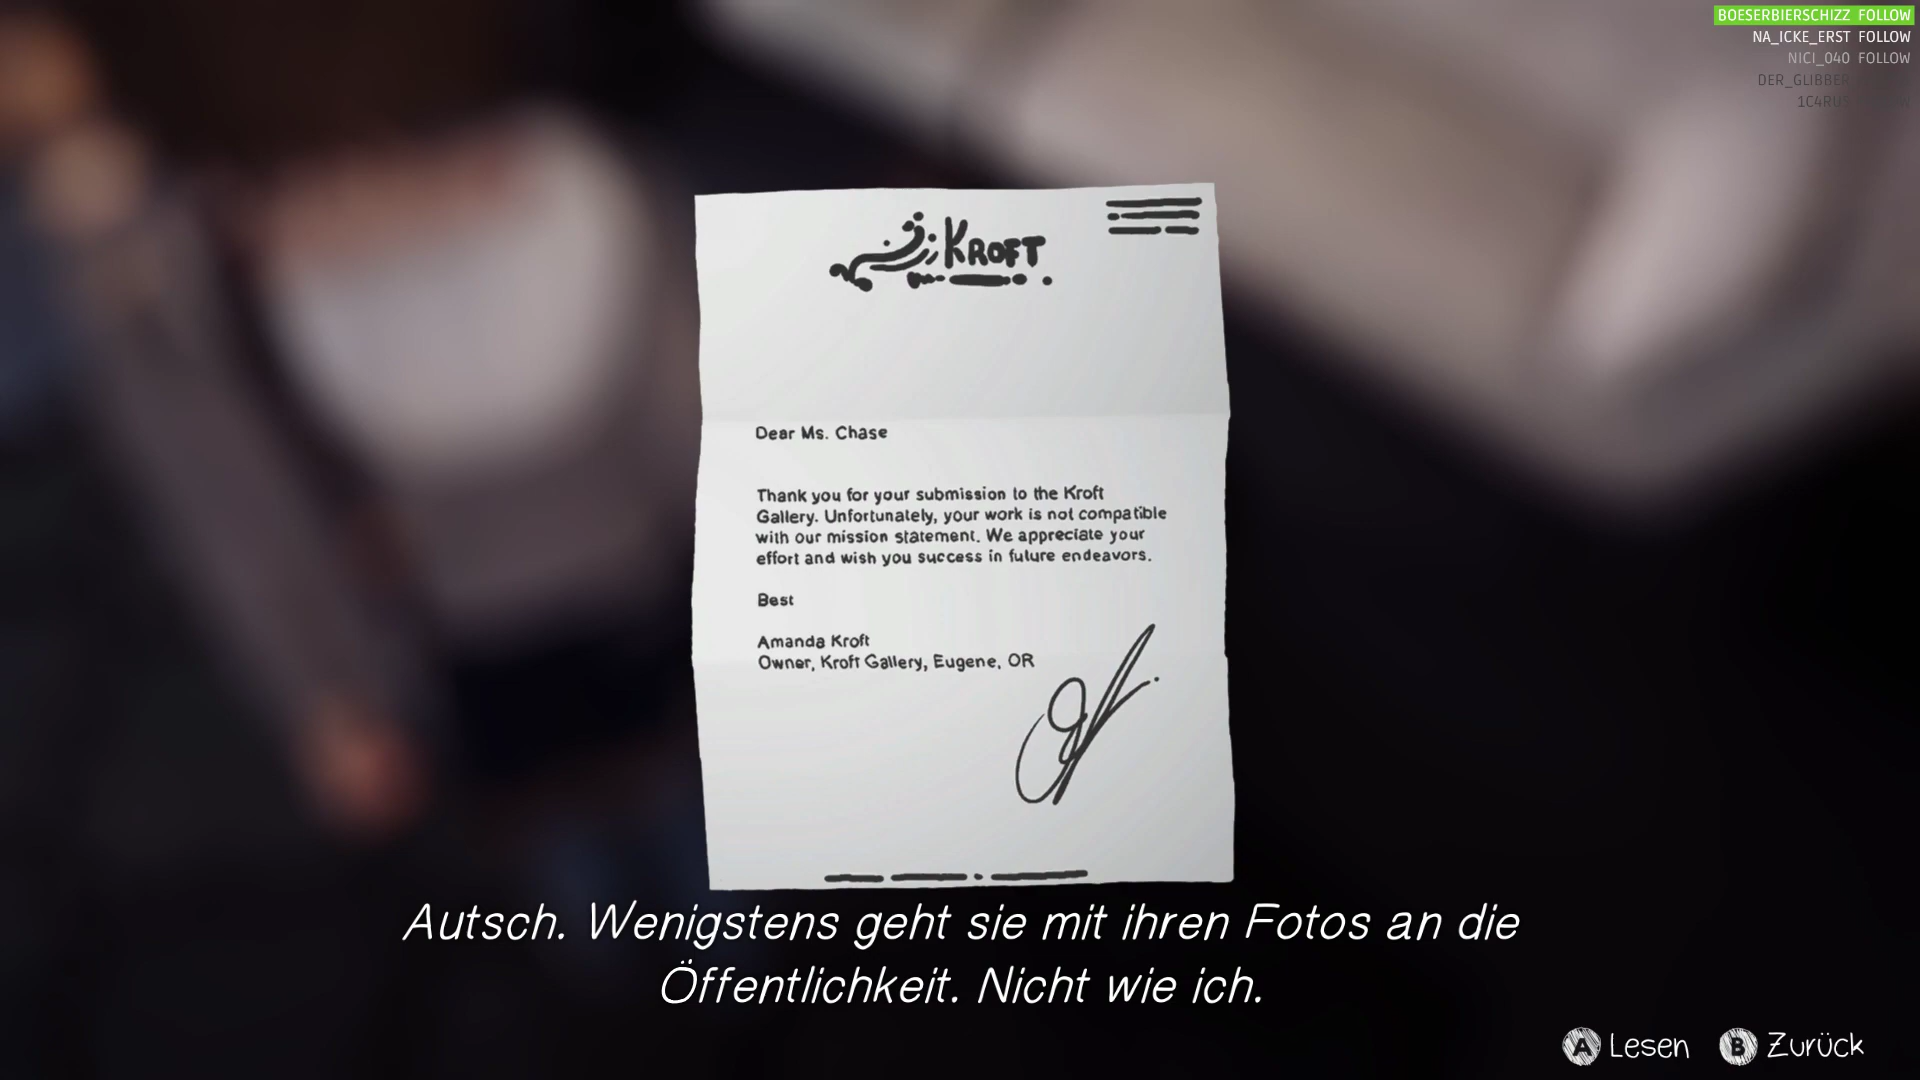 BOESERBIERSCHIZZ FOLLOW
NA_ICKE_ERST FOLLOW
NICI_040 FOLLOW
DER_GLIBBER
1C4RUS
KROFT
Dear Ms. Chase
Thank you for your submission to the Kroft
Gallery. Unfortunately, your work is not compatible
with our mission statement. We appreciate your
effort and wish you success in future endeavors.
Best
Amanda Kroft
Owner, Kroft Gallery, Eugene, OR
Autsch. Wenigstens geht sie mit ihren Fotos an die
Öffentlichkeit. Nicht wie ich.
A Lesen B Zurück